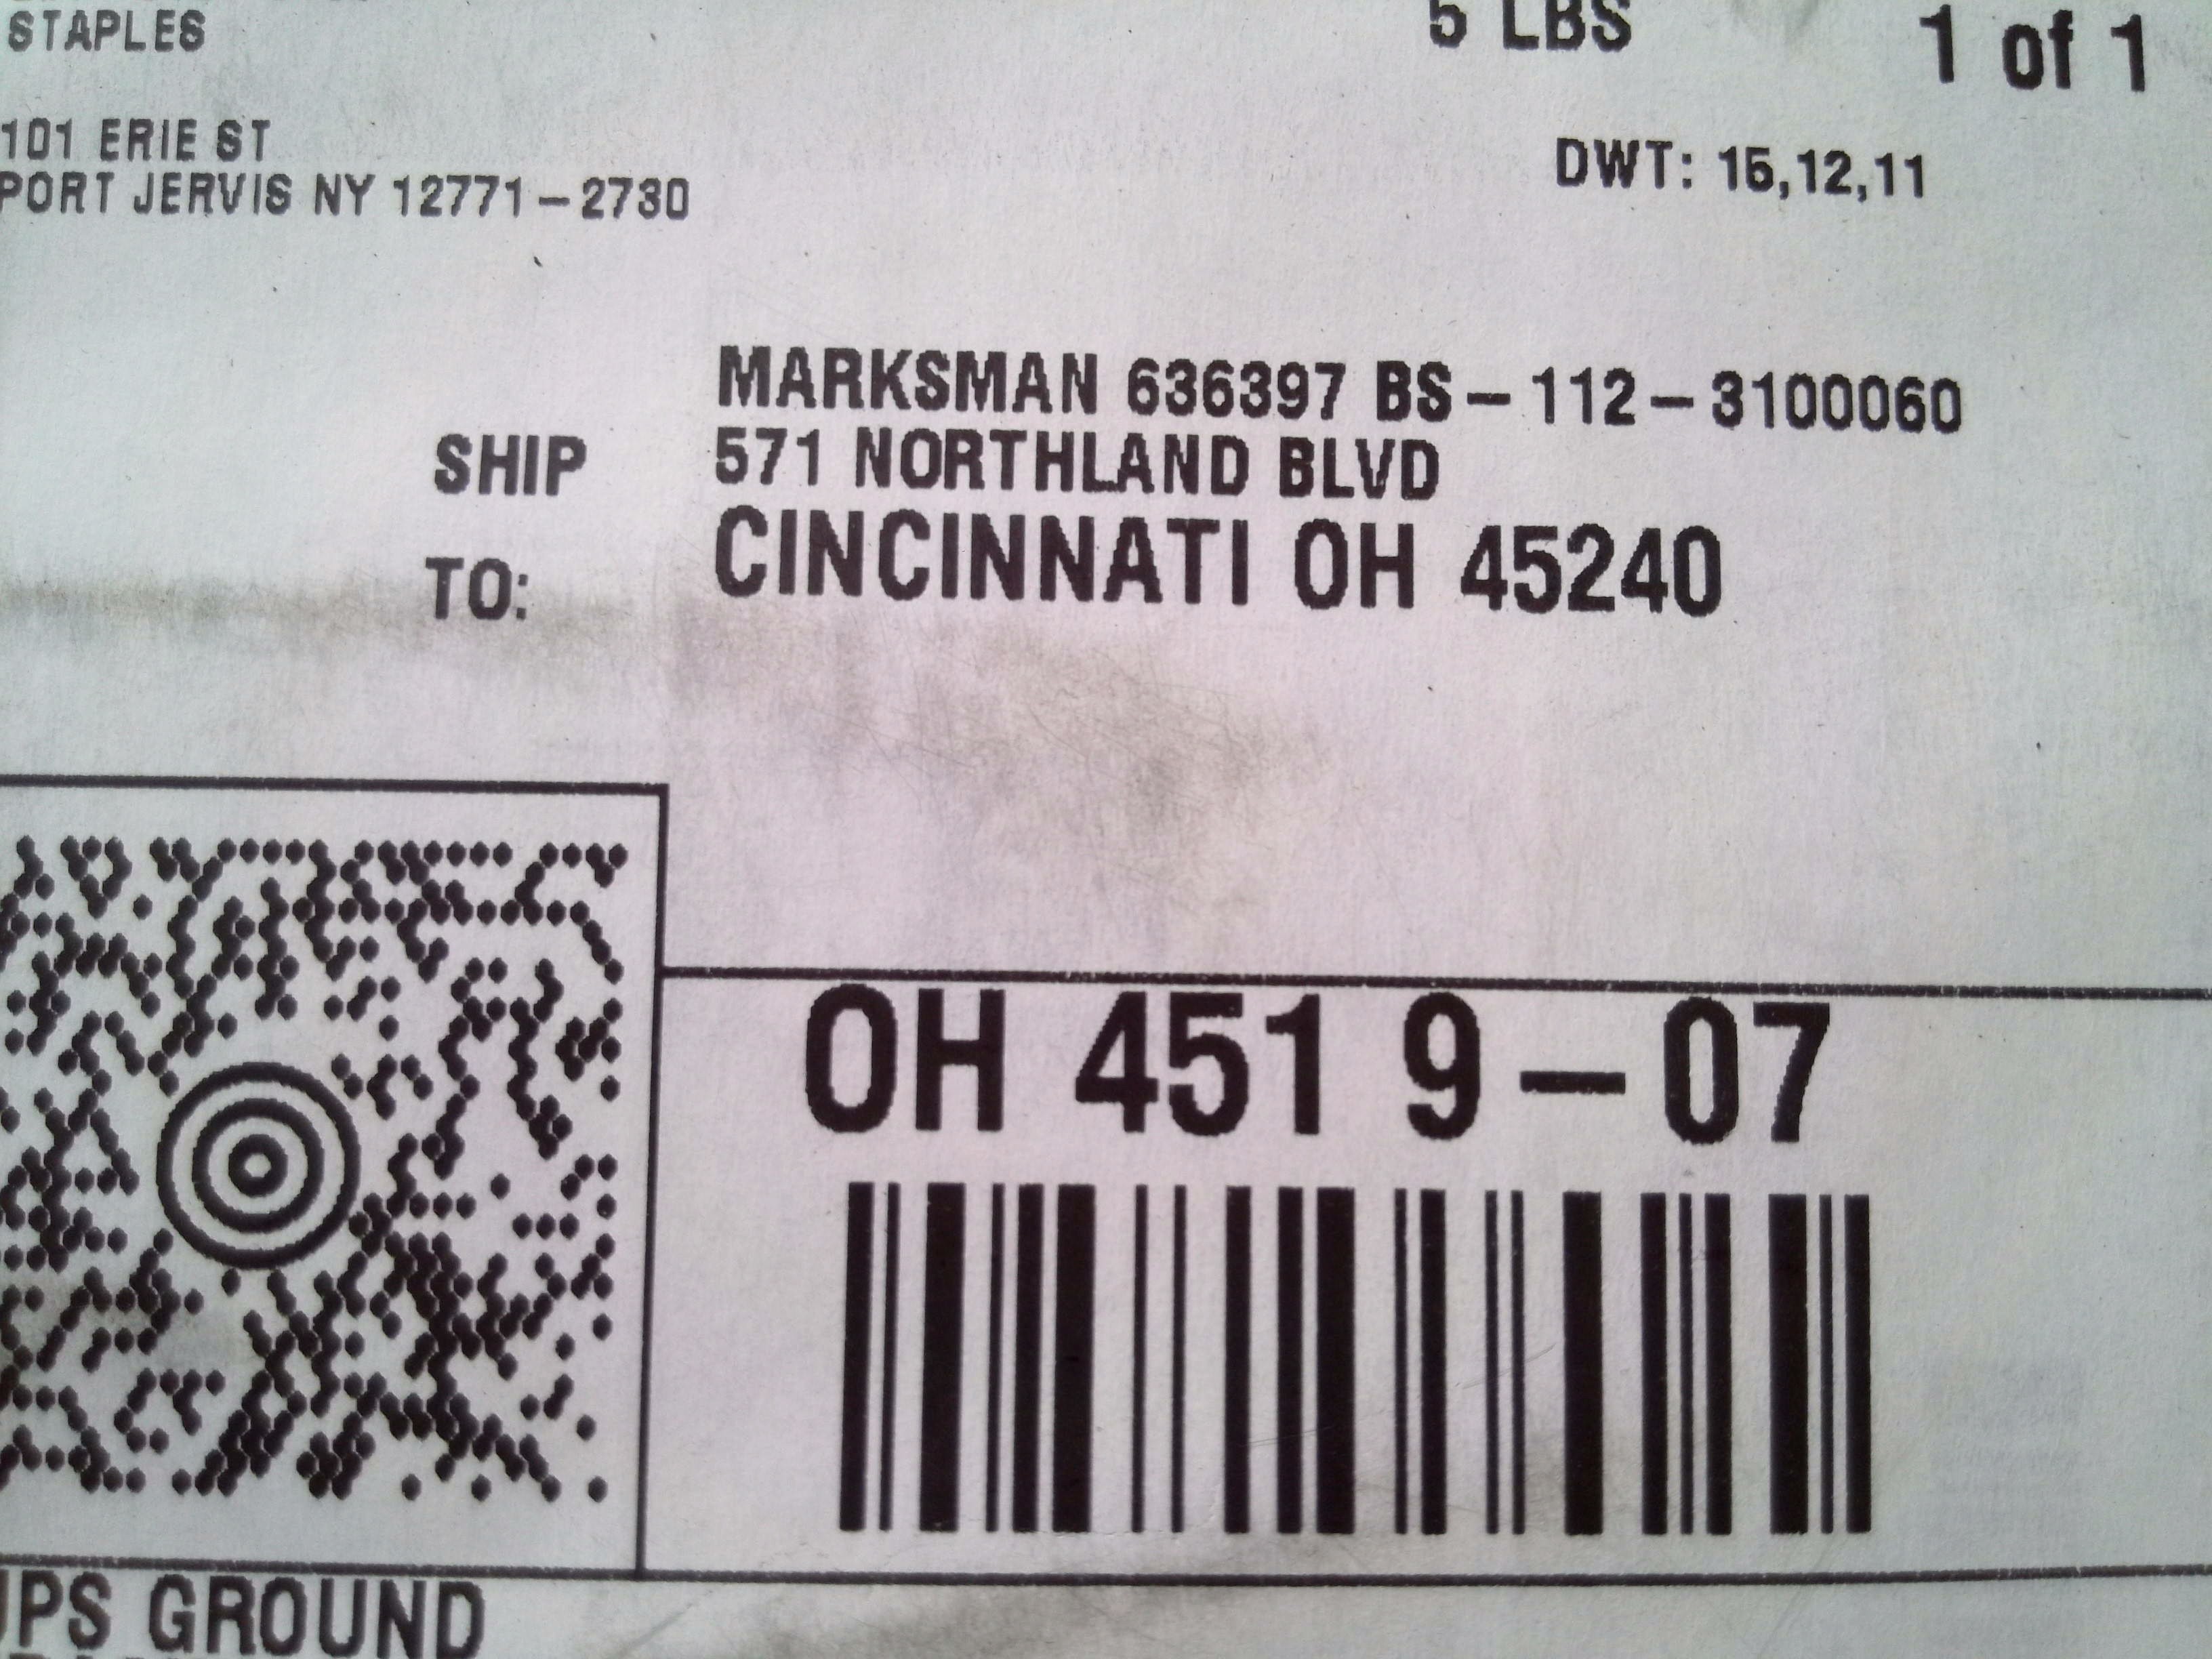 STAPLES
5 LBS
1 of 1
101 ERIE ST
PORT JERVIS NY 12771-2730
DWT: 15,12,11
SHIP TO:
MARKSMAN 636397 BS-112-3100060
571 NORTHLAND BLVD
CINCINNATI OH 45240
OH 451 9-07
UPS GROUND